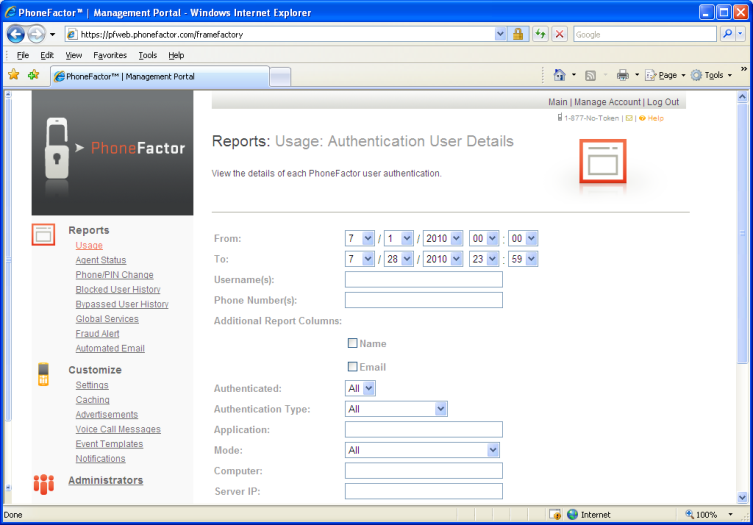 PhoneFactor™ | Management Portal - Windows Internet Explorer
https://pfweb.phonefactor.com/framefactory
Google
File Edit View Favorites Tools Help
PhoneFactor™ | Management Portal
Page Tools »
Main | Manage Account | Log Out
1-877-No-Token | | Help
PhoneFactor
Reports: Usage: Authentication User Details
View the details of each PhoneFactor user authentication.
Reports
Usage
Agent Status
Phone/PIN Change
Blocked User History
Bypassed User History
Global Services
Fraud Alert
Automated Email
Customize
Settings
Caching
Advertisements
Voice Call Messages
Event Templates
Notifications
Administrators
From: 7 / 1 / 2010 00 : 00
To: 7 / 28 / 2010 23 : 59
Username(s):
Phone Number(s):
Additional Report Columns:
Name
Email
Authenticated: All
Authentication Type: All
Application:
Mode: All
Computer:
Server IP:
Done Internet 100%